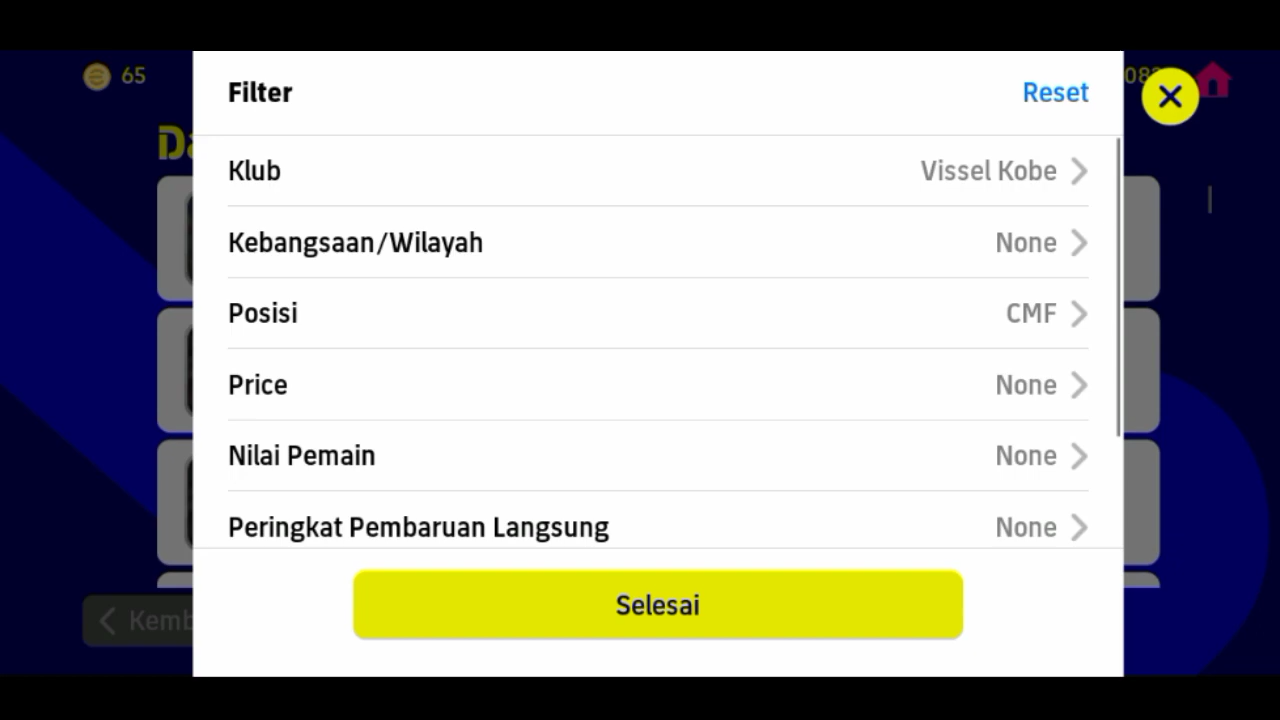 65
Filter
Reset
Klub
Vissel Kobe
Kebangsaan/Wilayah
None
Posisi
CMF
Price
None
Nilai Pemain
None
Peringkat Pembaruan Langsung
None
Selesai